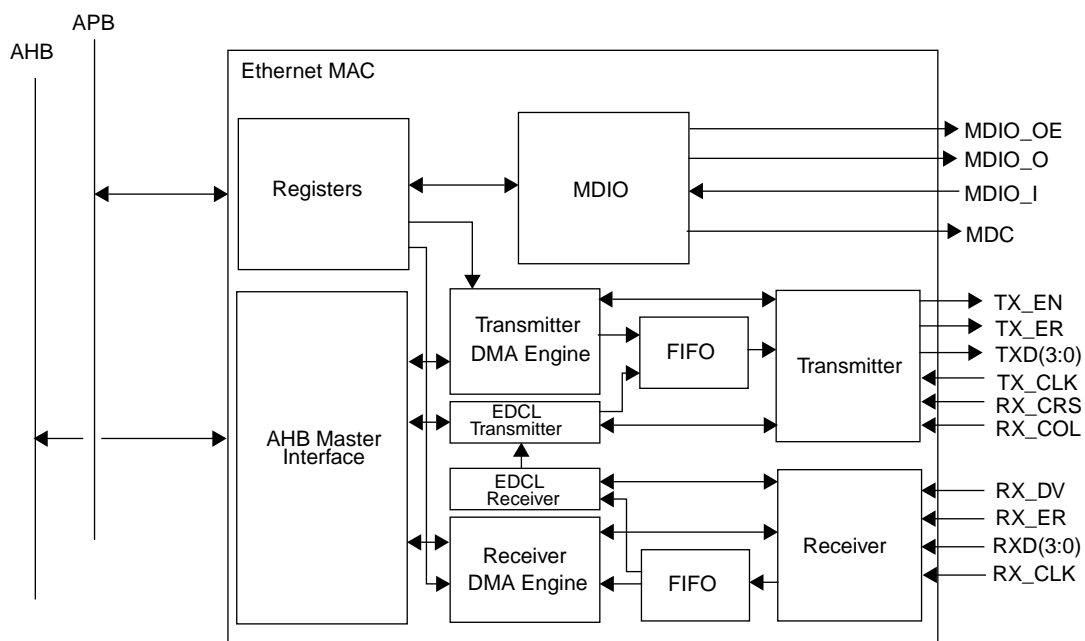 APB
AHB
Ethernet MAC
Registers
MDIO
MDIO_OE
MDIO_O
MDIO_I
MDC
Transmitter
DMA Engine
FIFO
Transmitter
TX_EN
TX_ER
TXD(3:0)
TX_CLK
RX_CRS
RX_COL
EDCL
Transmitter
AHB Master
Interface
EDCL
Receiver
Receiver
DMA Engine
FIFO
Receiver
RX_DV
RX_ER
RXD(3:0)
RX_CLK